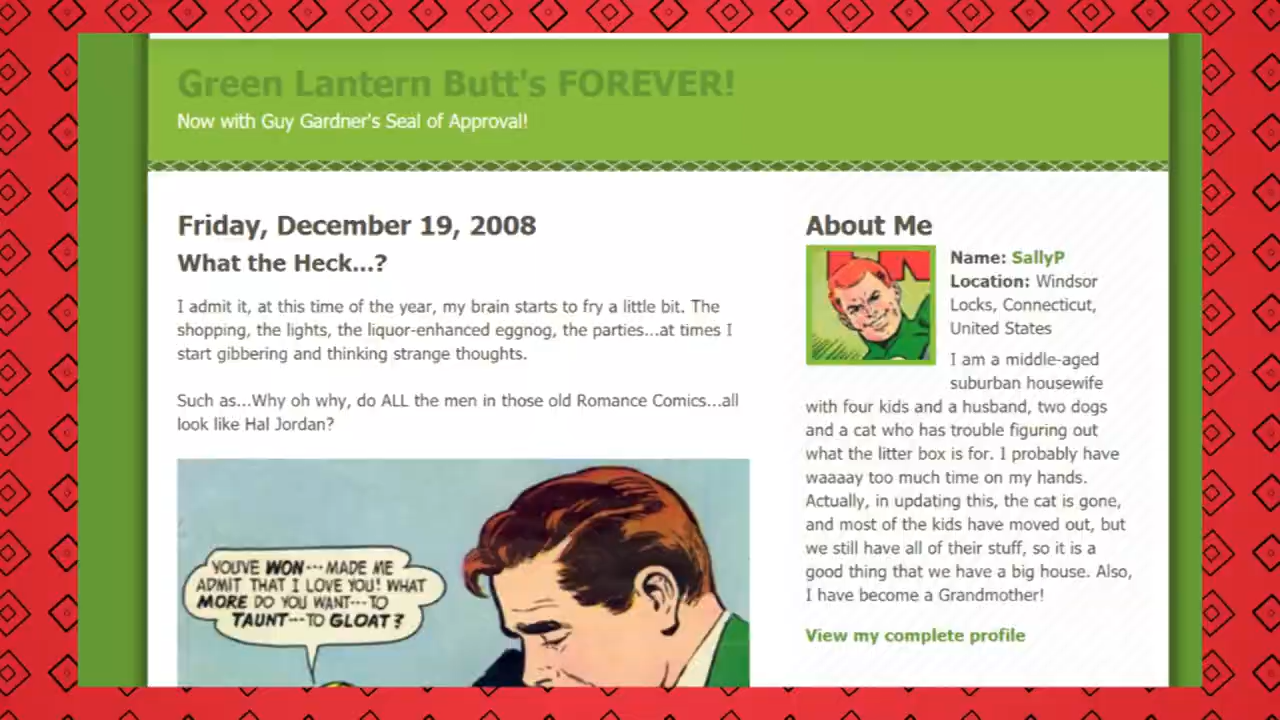 Green Lantern Butt's FOREVER!
Now with Guy Gardner's Seal of Approval!
Friday, December 19, 2008
What the Heck...?
I admit it, at this time of the year, my brain starts to fry a little bit. The
shopping, the lights, the liquor-enhanced eggnog, the parties...at times I
start gibbering and thinking strange thoughts.
Such as...Why oh why, do ALL the men in those old Romance Comics...all
look like Hal Jordan?
YOU'VE WON---MADE ME
ADMIT THAT I LOVE YOU! WHAT
MORE DO YOU WANT---TO
TAUNT---TO GLOAT?
About Me
Name: SallyP
Location: Windsor
Locks, Connecticut,
United States
I am a middle-aged
suburban housewife
with four kids and a husband, two dogs
and a cat who has trouble figuring out
what the litter box is for. I probably have
waaaay too much time on my hands.
Actually, in updating this, the cat is gone,
and most of the kids have moved out, but
we still have all of their stuff, so it is a
good thing that we have a big house. Also,
I have become a Grandmother!
View my complete profile